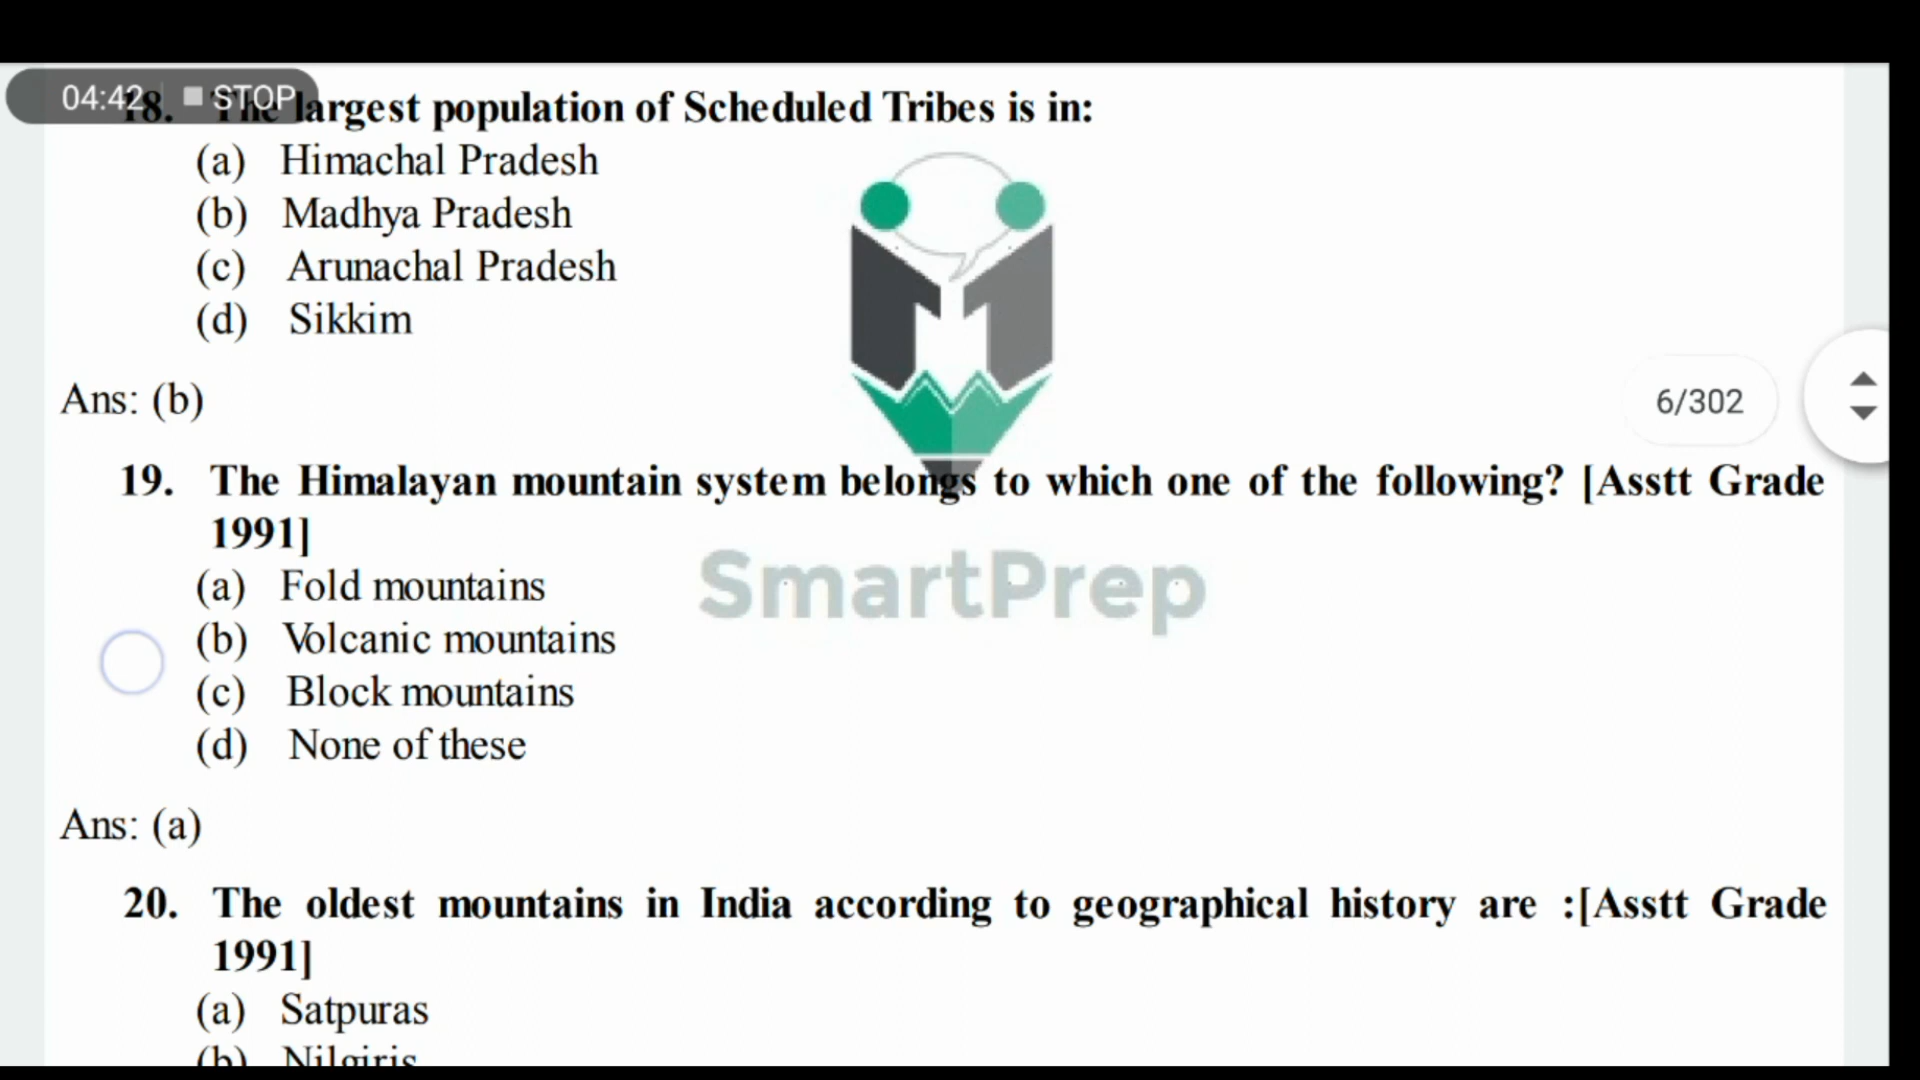 04:42 STOP
18. The largest population of Scheduled Tribes is in:
(a) Himachal Pradesh
(b) Madhya Pradesh
(c) Arunachal Pradesh
(d) Sikkim
Ans: (b)
6/302
19. The Himalayan mountain system belongs to which one of the following? [Asstt Grade
1991]
(a) Fold mountains
SmartPrep
(b) Volcanic mountains
(c) Block mountains
(d) None of these
Ans: (a)
20. The oldest mountains in India according to geographical history are :[Asstt Grade
1991]
(a) Satpuras
(b) Nilgiris